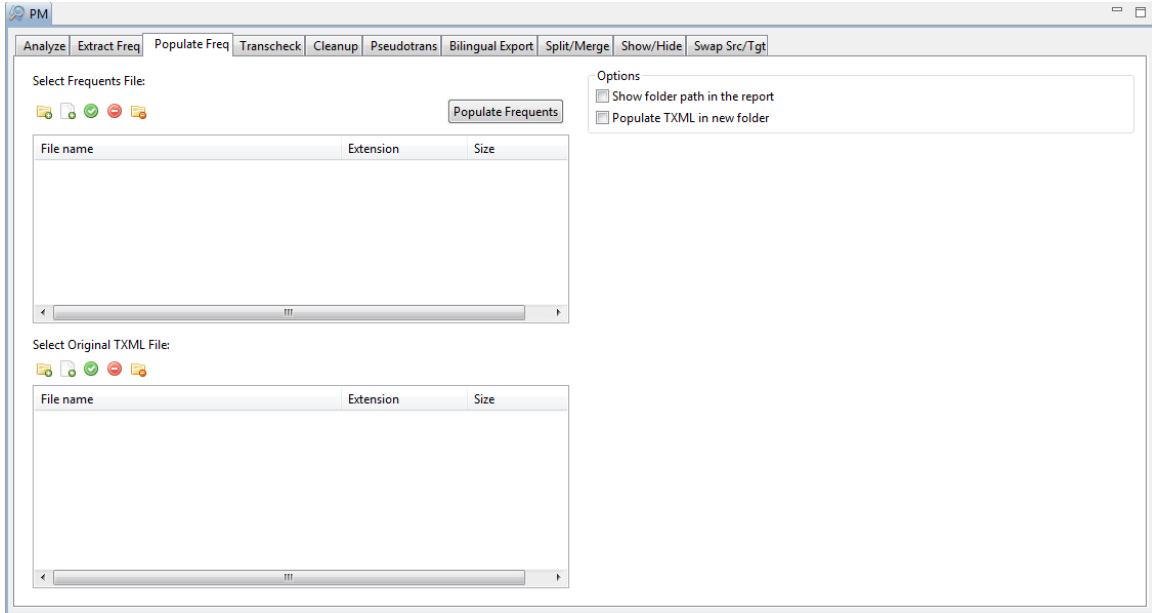 PM
Analyze Extract Freq Populate Freq Transcheck Cleanup Pseudotrans Bilingual Export Split/Merge Show/Hide Swap Src/Tgt
Select Frequents File:
Populate Frequents
File name Extension Size
Select Original TXML File:
File name Extension Size
Options
Show folder path in the report
Populate TXML in new folder